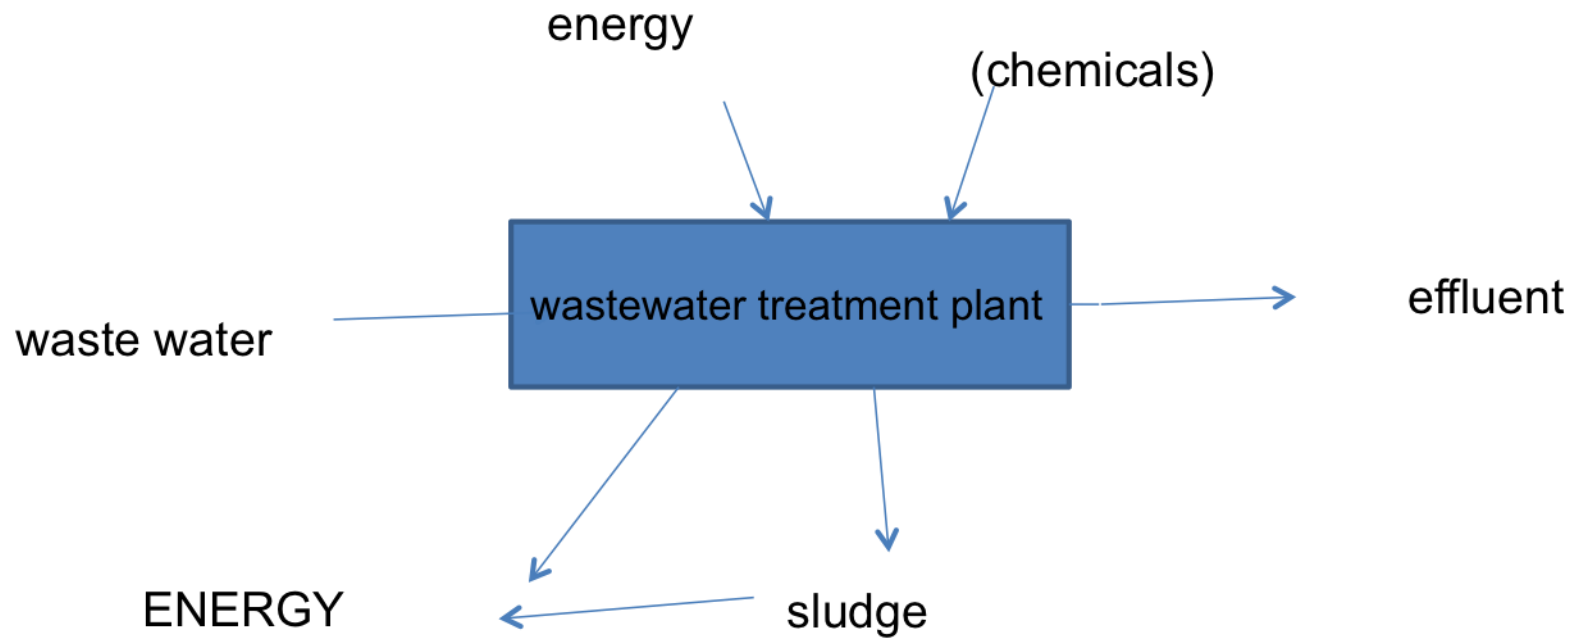 energy
(chemicals)
wastewater treatment plant
effluent
waste water
ENERGY
sludge